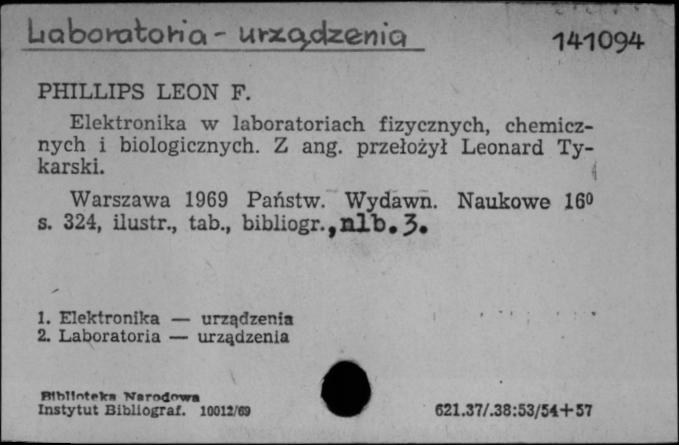 Laboratoria - urządzenia 141094
PHILLIPS LEON F.
Elektronika w laboratoriach fizycznych, chemicz-
nych i biologicznych. Z ang. przełożył Leonard Ty-
karski.
Warszawa 1969 Państw. Wydawn. Naukowe 16⁰
s. 324, ilustr., tab., bibliogr., nlb. 3.
1. Elektronika — urządzenia
2. Laboratoria — urządzenia
Biblioteka Narodowa
Instytut Bibliograf. 10012/69 621.37/.38:53/54+57